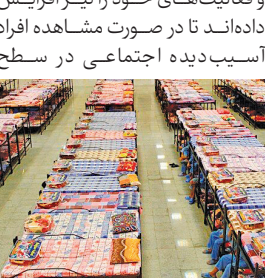 و فعالیت‌های خود را نیز افزایش
داده‌اند تا در صورت مشاهده افراد
آسیب‌دیده اجتماعی در سطح